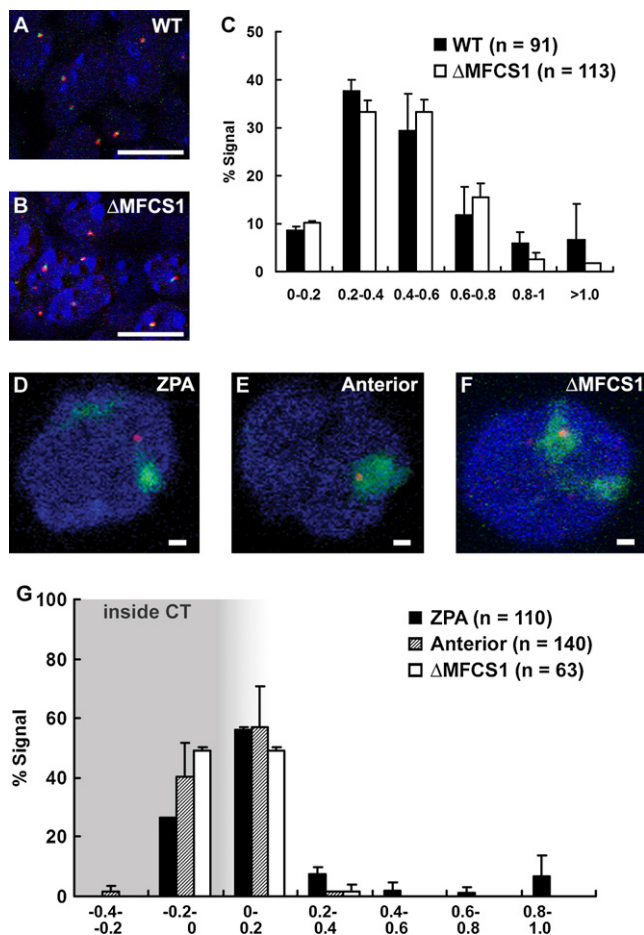 A WT
B ΔMFCS1
C
WT (n = 91)
ΔMFCS1 (n = 113)
% Signal
50
40
30
20
10
0
0-0.2 0.2-0.4 0.4-0.6 0.6-0.8 0.8-1 >1.0
D ZPA
E Anterior
F ΔMFCS1
G
inside CT
ZPA (n = 110)
Anterior (n = 140)
ΔMFCS1 (n = 63)
% Signal
100
80
60
40
20
0
-0.4- -0.2- 0- 0.2- 0.4- 0.6- 0.8-
-0.2 0 0.2 0.4 0.6 0.8 1.0